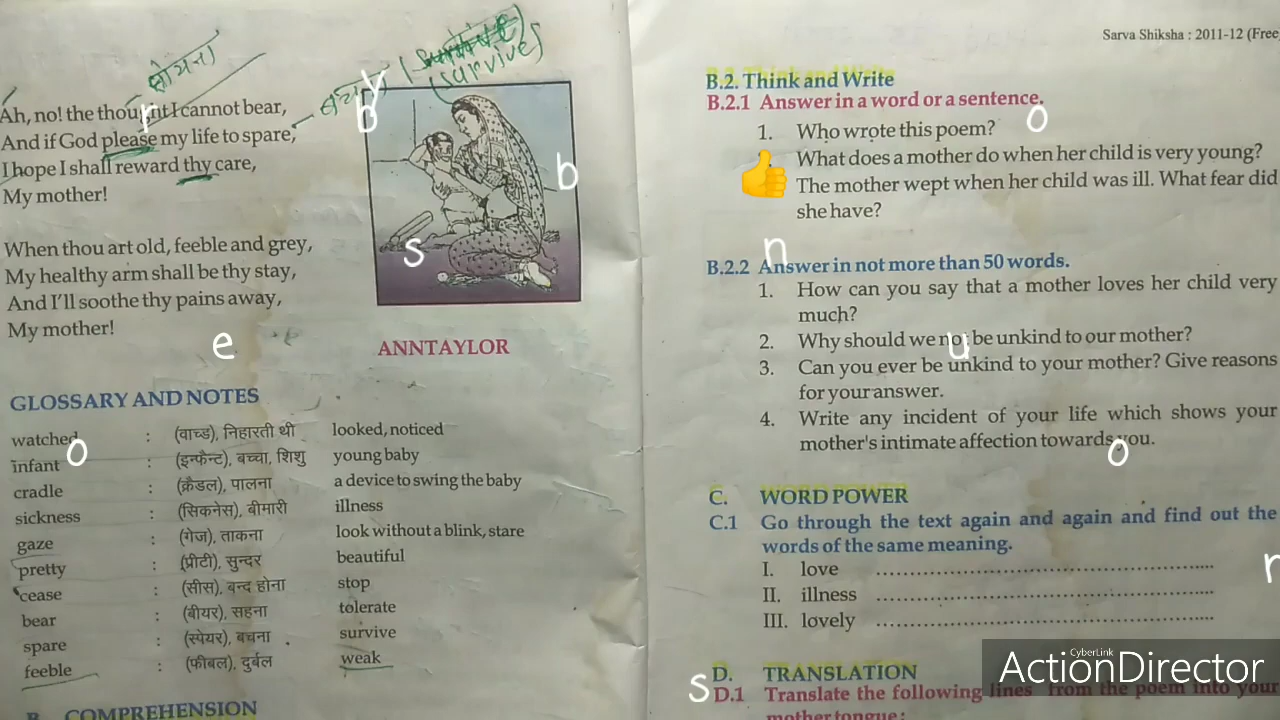 सोचना
बचना
(survive)
Ah, no! the thought I cannot bear,
And if God please my life to spare,
I hope I shall reward thy care,
My mother!
When thou art old, feeble and grey,
My healthy arm shall be thy stay,
And I'll soothe thy pains away,
My mother!
ANNTAYLOR
GLOSSARY AND NOTES
watched : (वाच्ड), निहारती थी looked, noticed
infant : (इन्फैन्ट), बच्चा, शिशु young baby
cradle : (क्रैडल), पालना a device to swing the baby
sickness : (सिकनेस), बीमारी illness
gaze : (गेज), ताकना look without a blink, stare
pretty : (प्रीटी), सुन्दर beautiful
cease : (सीस), बन्द होना stop
bear : (बीयर), सहना tolerate
spare : (स्पेयर), बचना survive
feeble : (फीबल), दुर्बल weak
B. COMPREHENSION
Sarva Shiksha : 2011-12 (Free
B.2. Think and Write
B.2.1 Answer in a word or a sentence.
1. Who wrote this poem?
What does a mother do when her child is very young?
The mother wept when her child was ill. What fear did
she have?
B.2.2 Answer in not more than 50 words.
1. How can you say that a mother loves her child very
much?
2. Why should we not be unkind to our mother?
3. Can you ever be unkind to your mother? Give reasons
for your answer.
4. Write any incident of your life which shows your
mother's intimate affection towards you.
C. WORD POWER
C.1 Go through the text again and again and find out the
words of the same meaning.
I. love ....................
II. illness ....................
III. lovely ....................
D. TRANSLATION
D.1 Translate the following lines from the poem into your
mother tongue:
r
y
B
b
s
e
o
o
n
u
o
r
s
CyberLink
ActionDirector